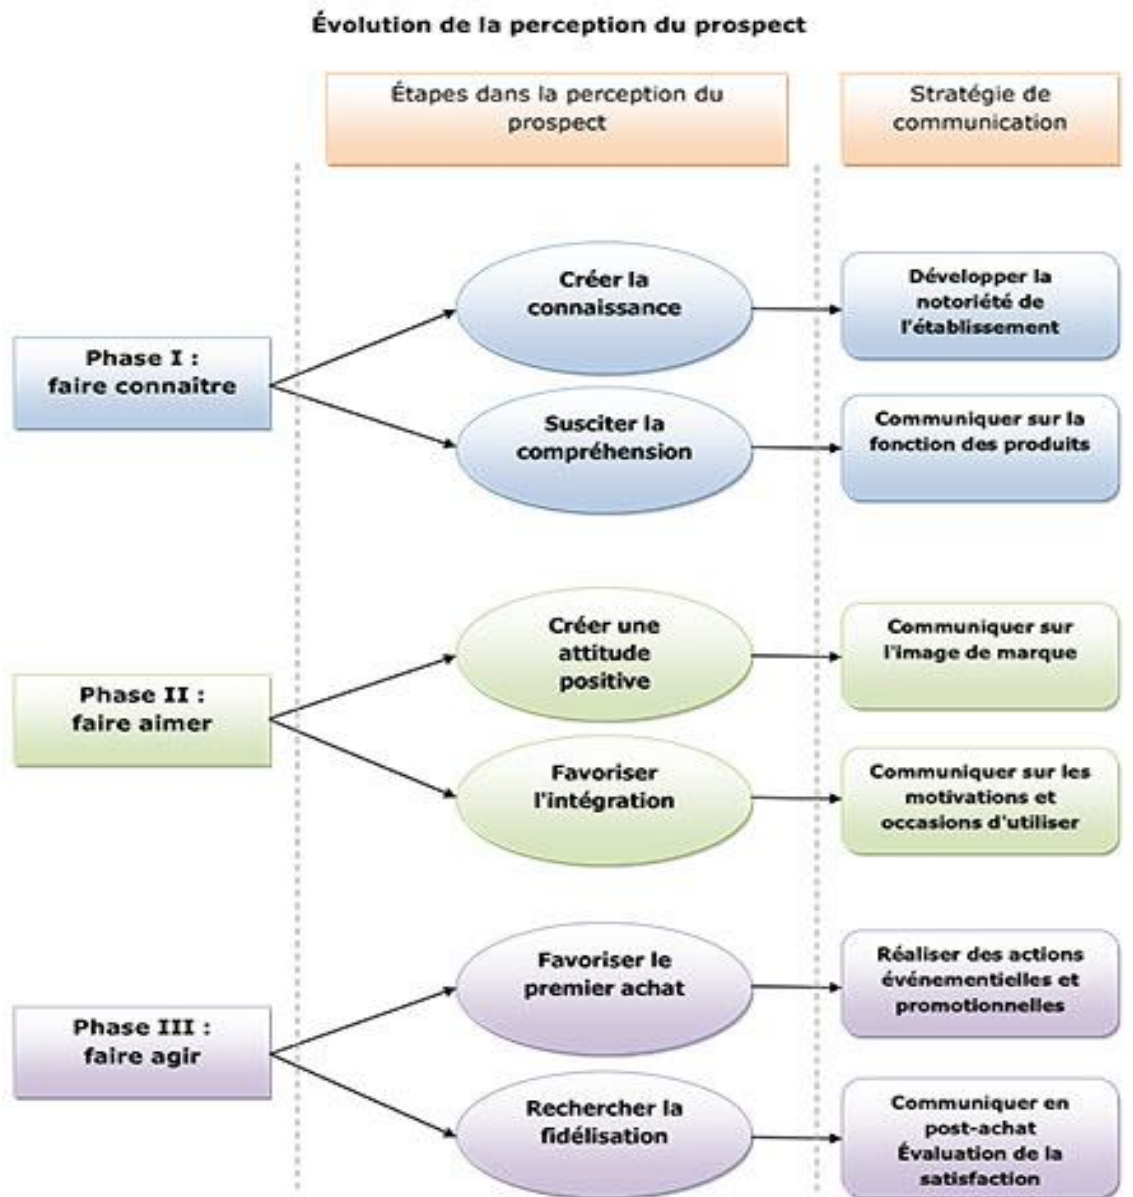 Évolution de la perception du prospect
Étapes dans la perception du
prospect
Stratégie de
communication
Phase I :
faire connaitre
Créer la
connaissance
Développer la
notoriété de
l'établissement
Susciter la
compréhension
Communiquer sur la
fonction des produits
Phase II :
faire aimer
Créer une
attitude
positive
Communiquer sur
l'image de marque
Favoriser
l'intégration
Communiquer sur les
motivations et
occasions d'utiliser
Phase III :
faire agir
Favoriser le
premier achat
Réaliser des actions
événementielles et
promotionnelles
Rechercher la
fidélisation
Communiquer en
post-achat
Évaluation de la
satisfaction